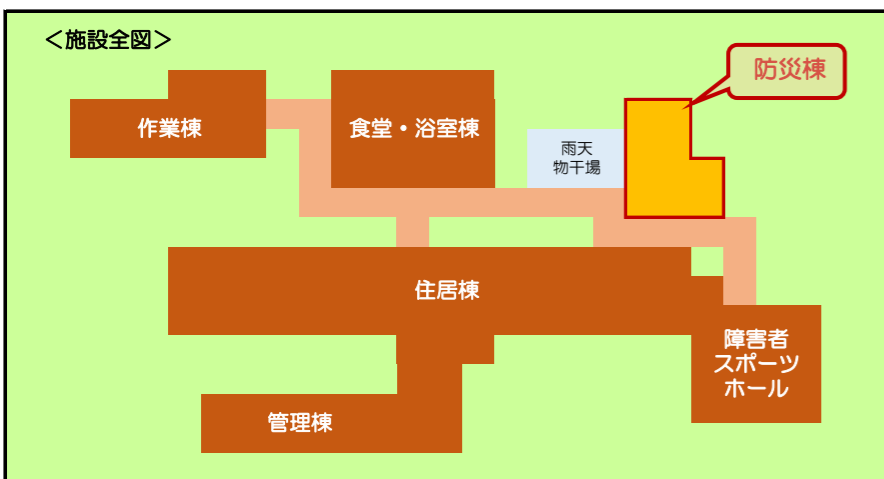 ＜施設全図＞
防災棟
作業棟
食堂・浴室棟
雨天
物干場
住居棟
障害者
スポーツ
ホール
管理棟